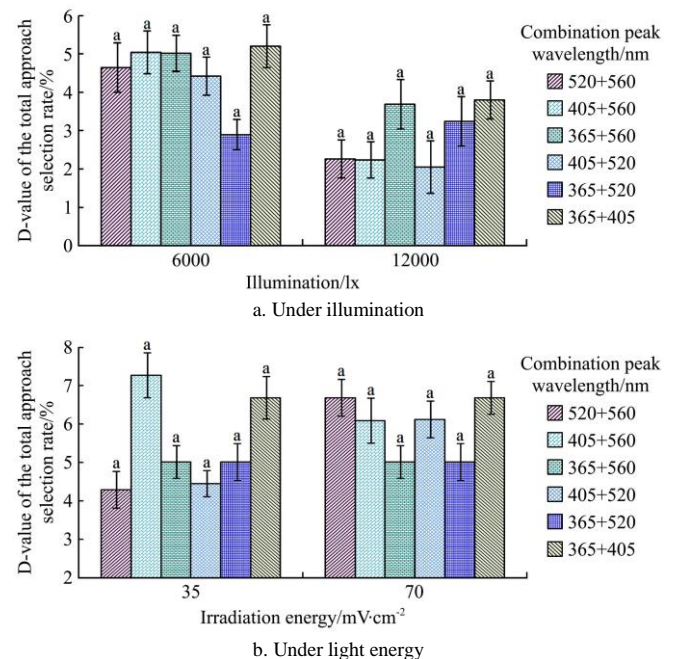 D-value of the total approach
selection rate/%
6
5
4
3
2
1
0
a
a
a
a
a
a
a
a
a
a
a
a
6000
12000
Illumination/lx
Combination peak
wavelength/nm
520+560
405+560
365+560
405+520
365+520
365+405
a. Under illumination
D-value of the total approach
selection rate/%
8
7
6
5
4
3
2
a
a
a
a
a
a
a
a
a
a
a
a
35
70
Irradiation energy/mV·cm⁻²
Combination peak
wavelength/nm
520+560
405+560
365+560
405+520
365+520
365+405
b. Under light energy